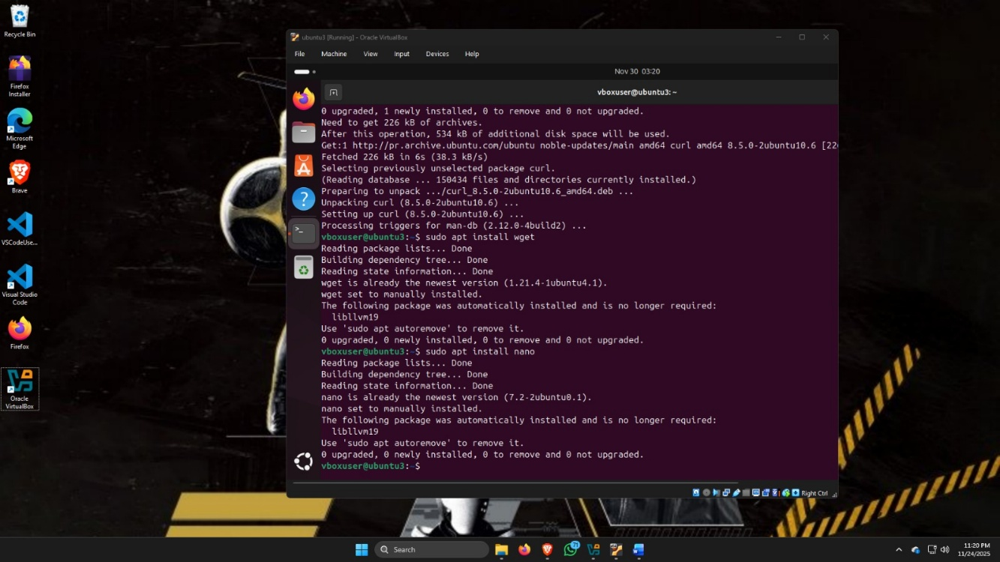 Recycle Bin
Firefox
Installer
Microsoft
Edge
Brave
VSCodeUse...
Visual Studio
Code
Firefox
Oracle
VirtualBox
ubuntu3 [Running] - Oracle VirtualBox
File Machine View Input Devices Help
Nov 30 03:20
vboxuser@ubuntu3: ~
0 upgraded, 1 newly installed, 0 to remove and 0 not upgraded.
Need to get 226 kB of archives.
After this operation, 534 kB of additional disk space will be used.
Get:1 http://pr.archive.ubuntu.com/ubuntu noble-updates/main amd64 curl amd64 8.5.0-2ubuntu10.6 [22
Fetched 226 kB in 6s (38.3 kB/s)
Selecting previously unselected package curl.
(Reading database ... 150434 files and directories currently installed.)
Preparing to unpack .../curl_8.5.0-2ubuntu10.6_amd64.deb ...
Unpacking curl (8.5.0-2ubuntu10.6) ...
Setting up curl (8.5.0-2ubuntu10.6) ...
Processing triggers for man-db (2.12.0-4build2) ...
vboxuser@ubuntu3:~$ sudo apt install wget
Reading package lists... Done
Building dependency tree... Done
Reading state information... Done
wget is already the newest version (1.21.4-1ubuntu4.1).
wget set to manually installed.
The following package was automatically installed and is no longer required:
libllvm19
Use 'sudo apt autoremove' to remove it.
0 upgraded, 0 newly installed, 0 to remove and 0 not upgraded.
vboxuser@ubuntu3:~$ sudo apt install nano
Reading package lists... Done
Building dependency tree... Done
Reading state information... Done
nano is already the newest version (7.2-2ubuntu0.1).
nano set to manually installed.
The following package was automatically installed and is no longer required:
libllvm19
Use 'sudo apt autoremove' to remove it.
0 upgraded, 0 newly installed, 0 to remove and 0 not upgraded.
vboxuser@ubuntu3:~$
Right Ctrl
Search
71
11:20 PM
11/24/2025